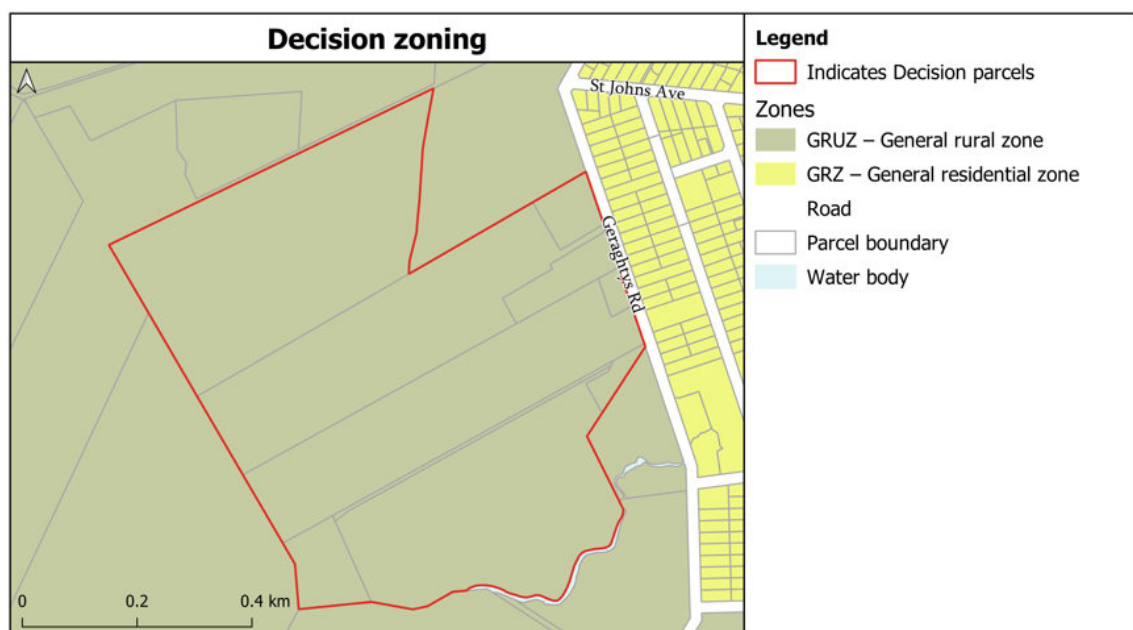 Decision zoning
St Johns Ave
Geraghtys Rd
0 0.2 0.4 km
Legend
Indicates Decision parcels
Zones
GRUZ – General rural zone
GRZ – General residential zone
Road
Parcel boundary
Water body